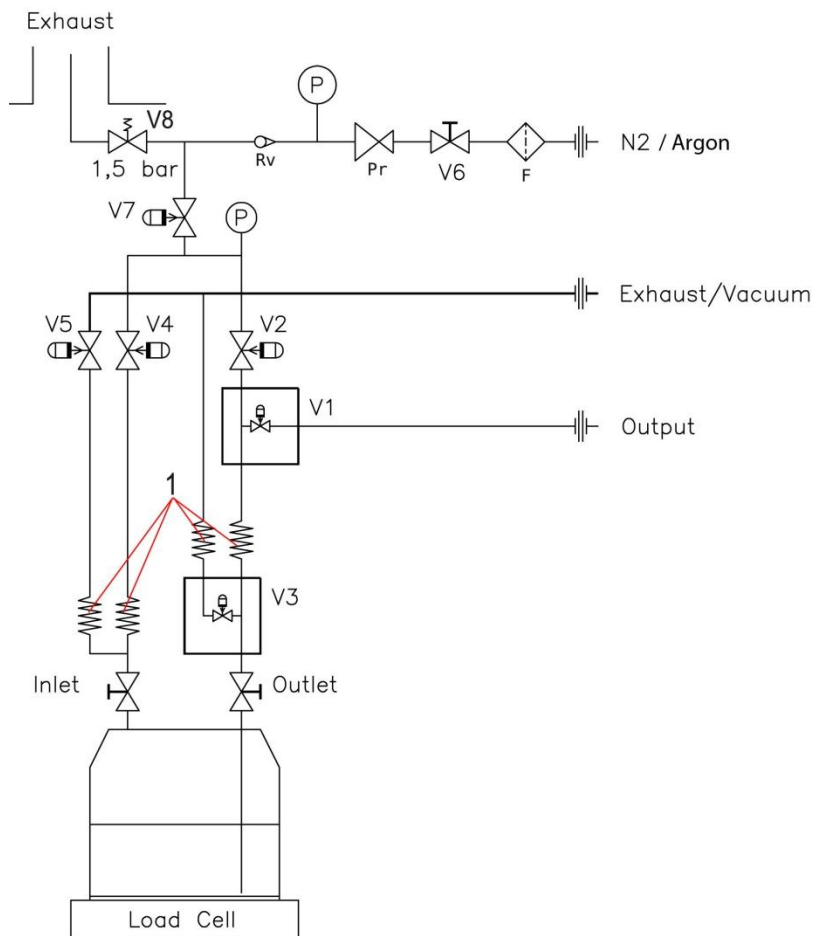 Exhaust
V8
P
1,5 bar
Rv
Pr
V6
F
N2 / Argon
V7
P
Exhaust/Vacuum
V5
V4
V2
V1
Output
1
V3
Inlet
Outlet
Load Cell